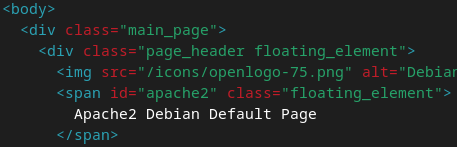 <body>
<div class="main_page">
<div class="page_header floating_element">
<img src="/icons/openlogo-75.png" alt="Debian
<span id="apache2" class="floating_element">
Apache2 Debian Default Page
</span>